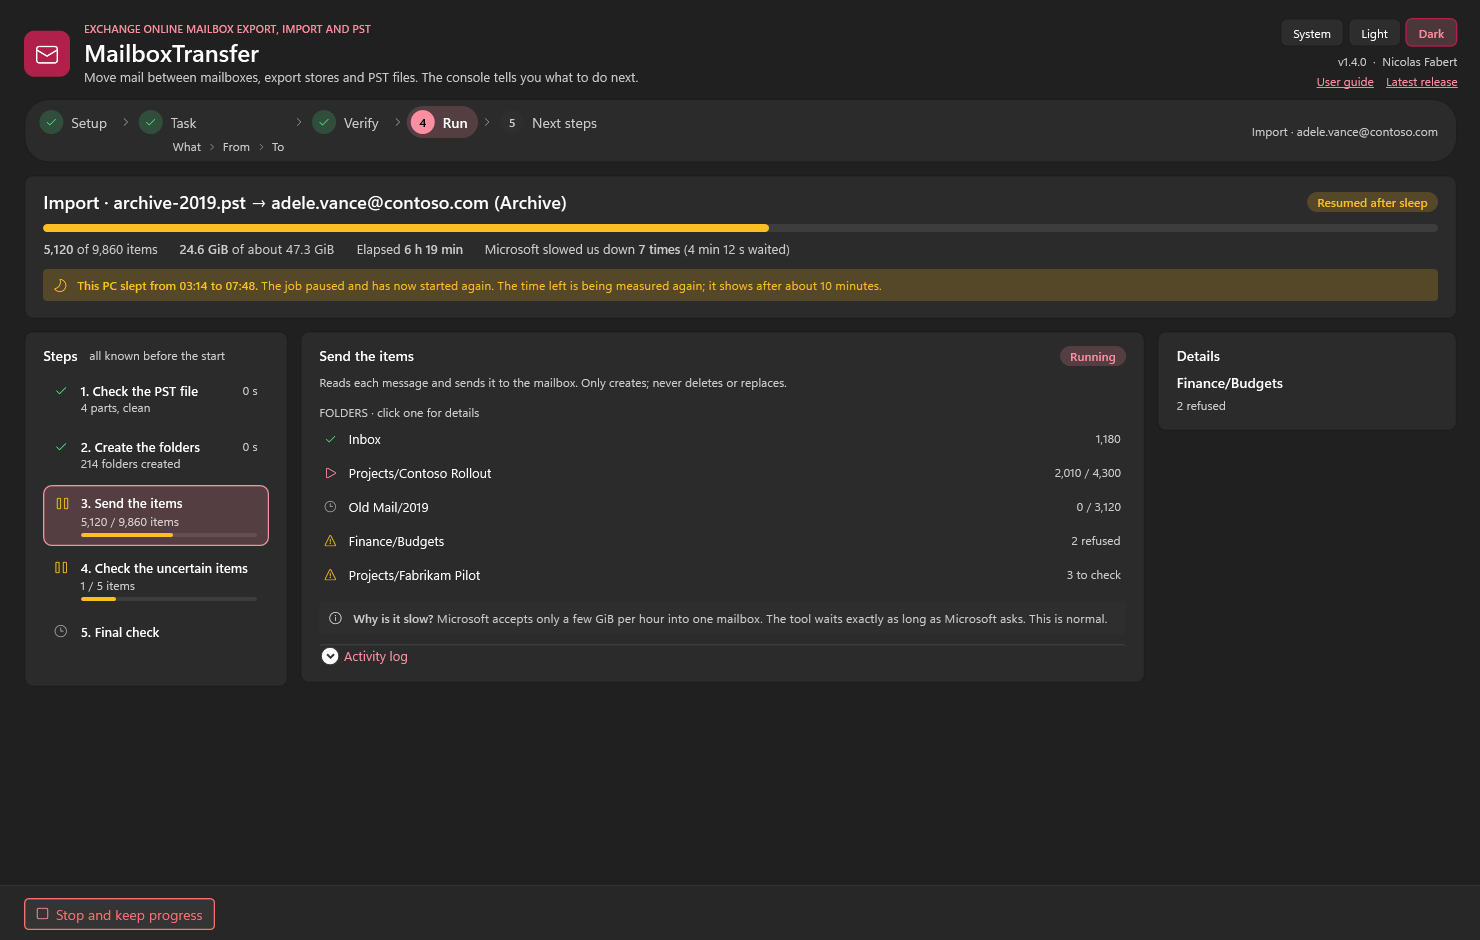 EXCHANGE ONLINE MAILBOX EXPORT, IMPORT AND PST
MailboxTransfer
Move mail between mailboxes, export stores and PST files. The console tells you what to do next.
System
Light
Dark
v1.4.0 · Nicolas Fabert
User guide
Latest release
Setup
Task
Verify
4
Run
5
Next steps
What
From
To
Import · adele.vance@contoso.com
Import · archive-2019.pst → adele.vance@contoso.com (Archive)
Resumed after sleep
5,120 of 9,860 items
24.6 GiB of about 47.3 GiB
Elapsed 6 h 19 min
Microsoft slowed us down 7 times (4 min 12 s waited)
This PC slept from 03:14 to 07:48. The job paused and has now started again. The time left is being measured again; it shows after about 10 minutes.
Steps
all known before the start
1. Check the PST file
0 s
4 parts, clean
2. Create the folders
0 s
214 folders created
3. Send the items
5,120 / 9,860 items
4. Check the uncertain items
1 / 5 items
5. Final check
Send the items
Running
Reads each message and sends it to the mailbox. Only creates; never deletes or replaces.
FOLDERS · click one for details
Inbox
1,180
Projects/Contoso Rollout
2,010 / 4,300
Old Mail/2019
0 / 3,120
Finance/Budgets
2 refused
Projects/Fabrikam Pilot
3 to check
Why is it slow? Microsoft accepts only a few GiB per hour into one mailbox. The tool waits exactly as long as Microsoft asks. This is normal.
Activity log
Details
Finance/Budgets
2 refused
Stop and keep progress